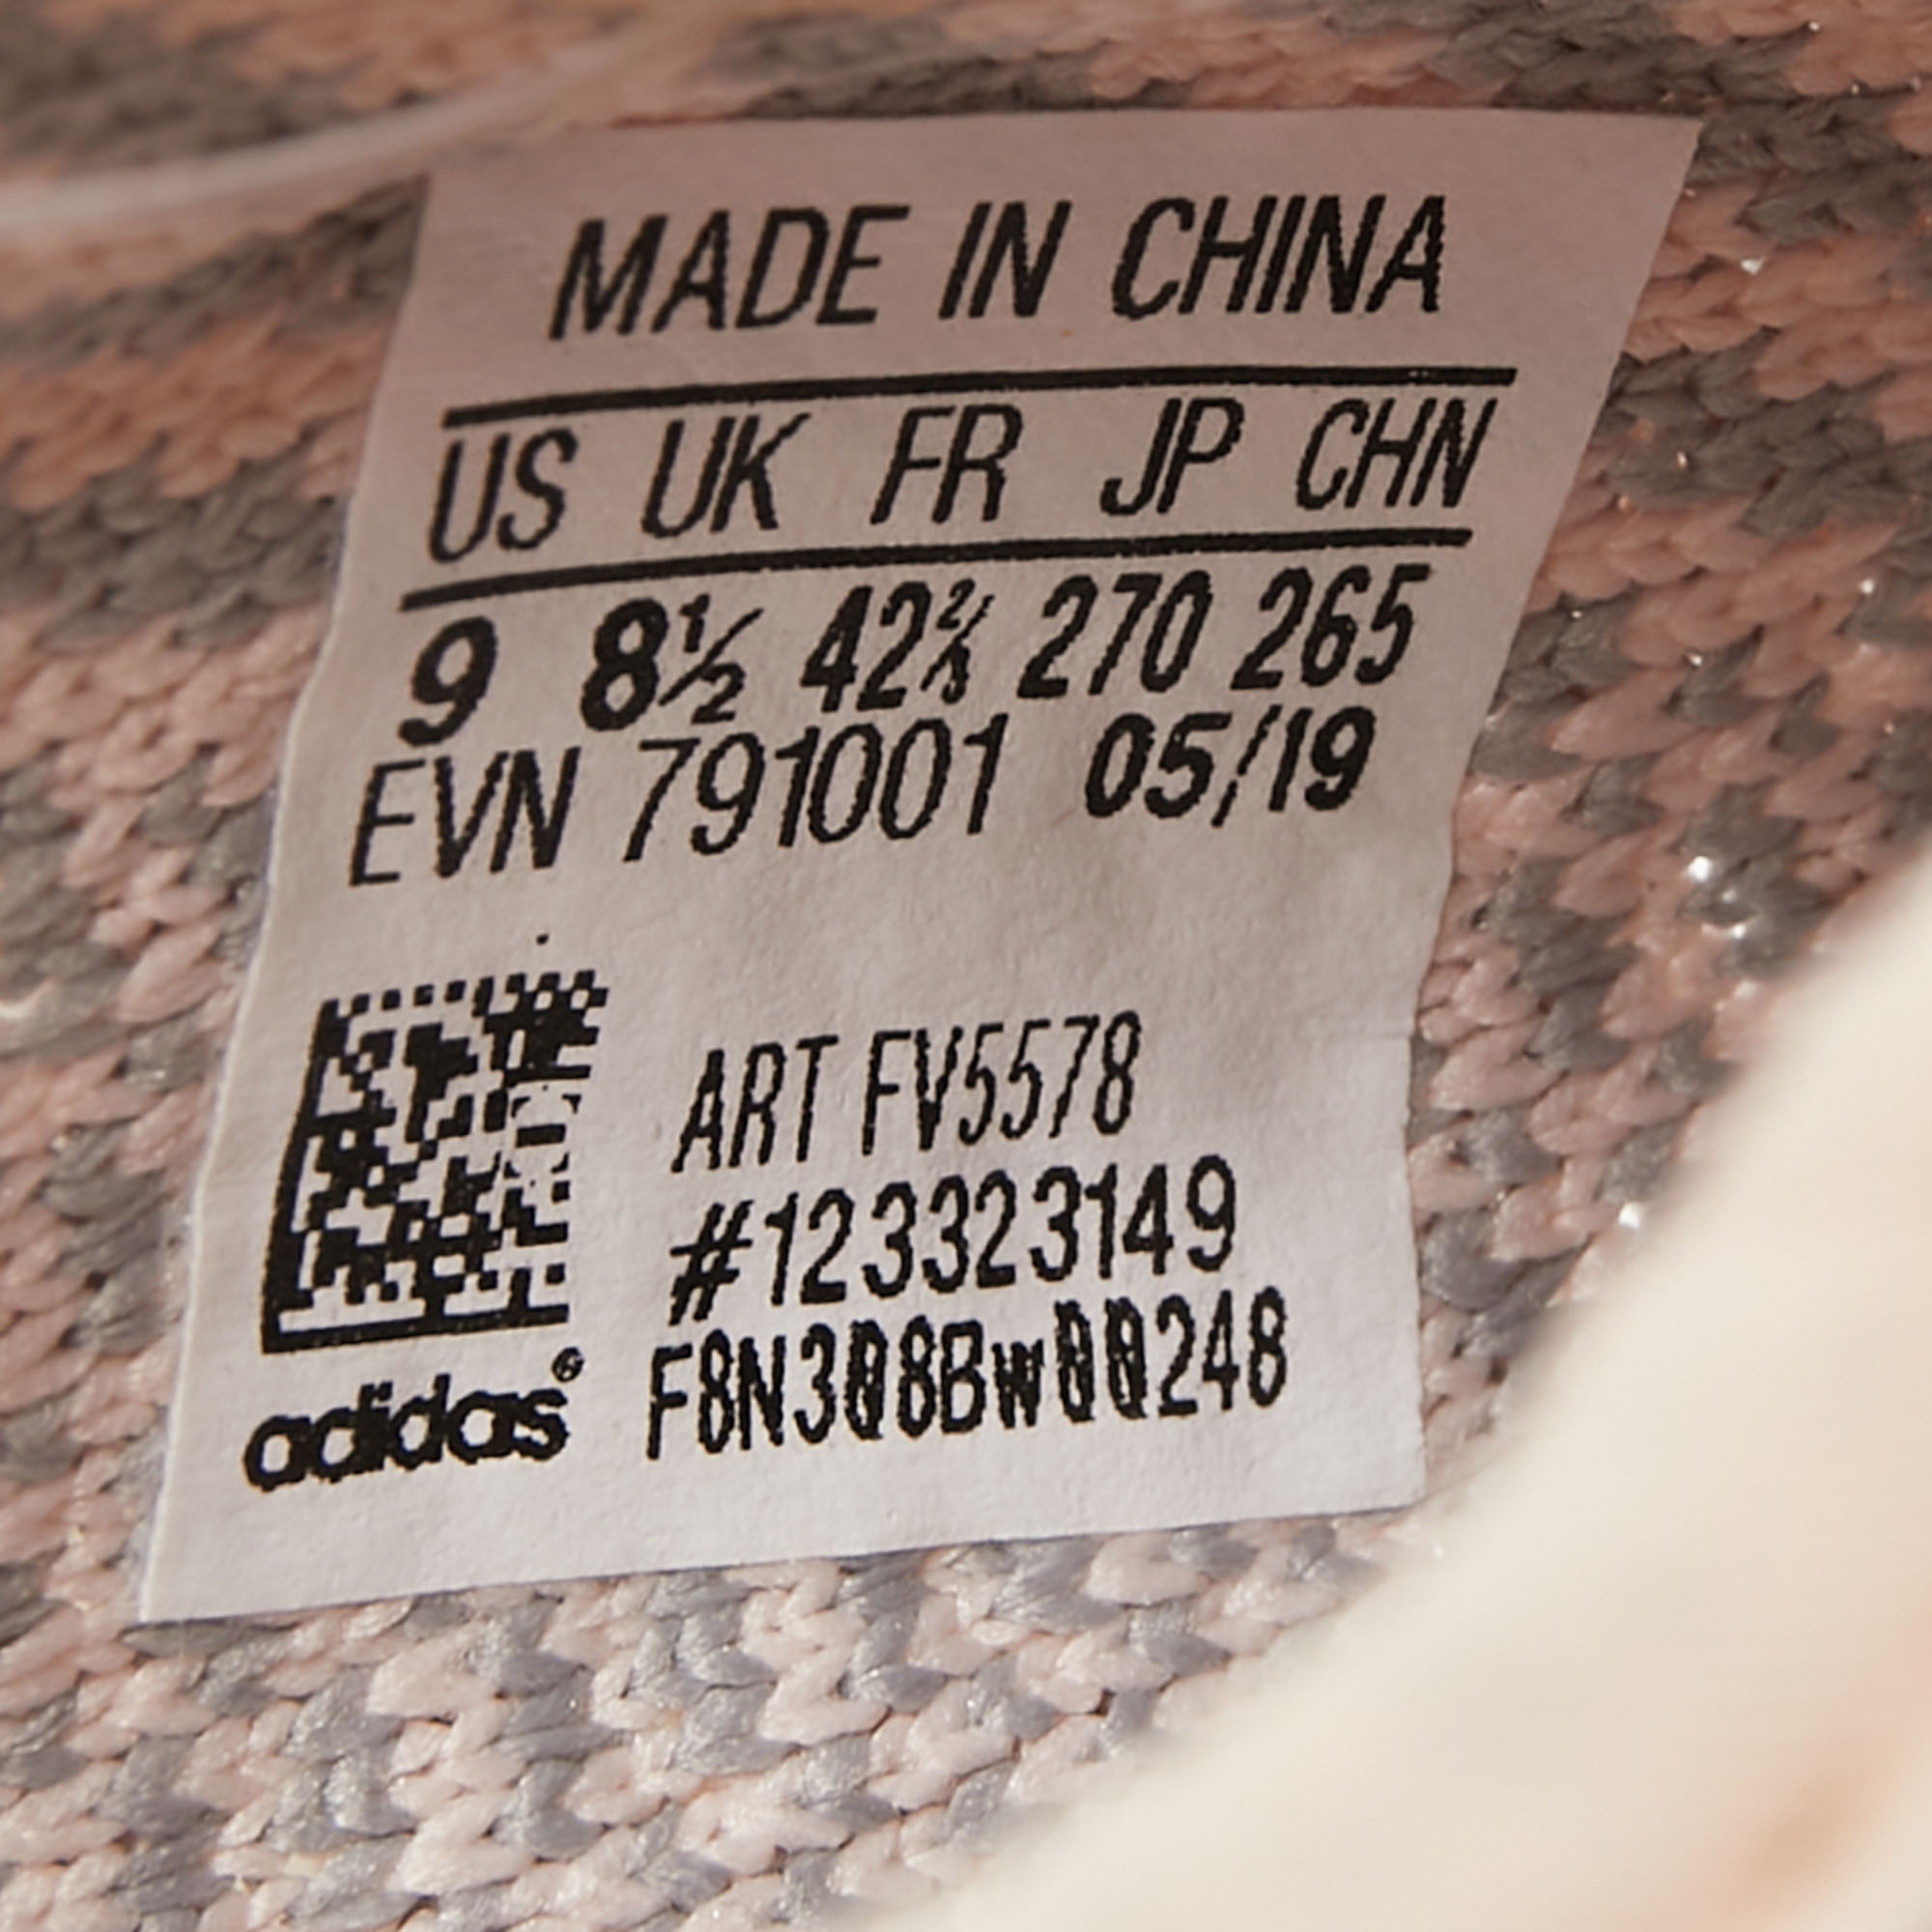 MADE IN CHINA
US UK FR JP CHN
9 8½ 42⅔ 270 265
EVN 791001 05/19
ART FV5578
#123323149
F8N308Bw00248
adidas®